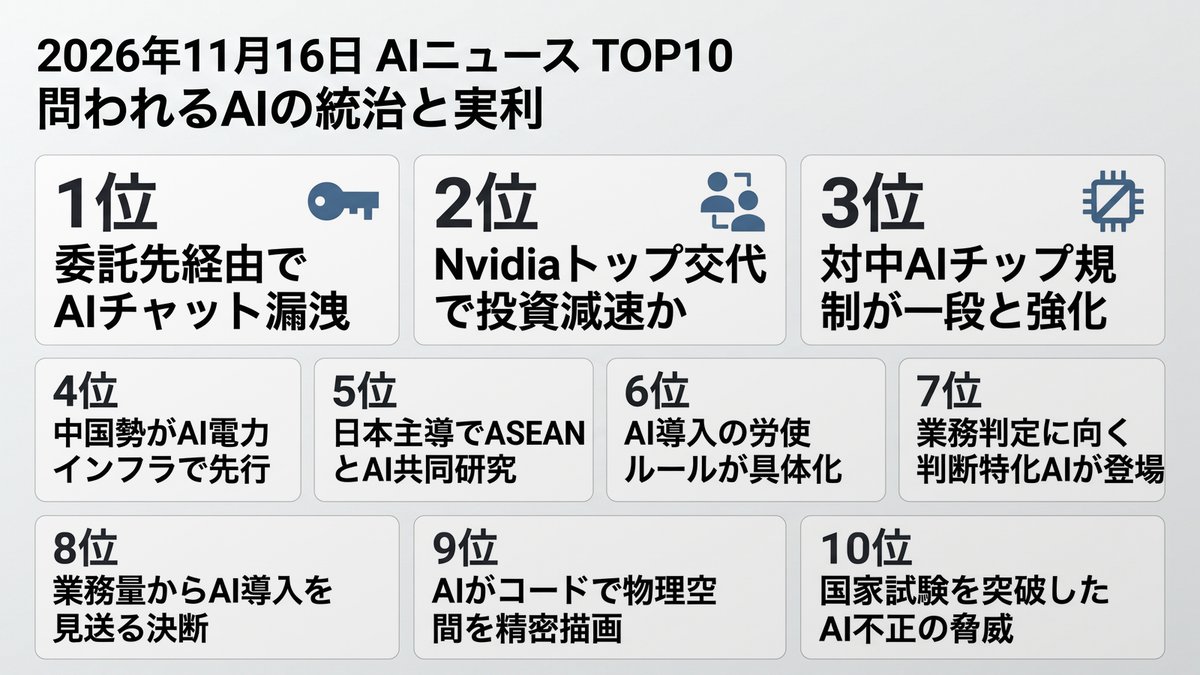 2026年11月16日 AIニュース TOP10
問われるAIの統治と実利
1位
委託先経由で
AIチャット漏洩
2位
Nvidiaトップ交代
で投資減速か
3位
対中AIチップ規
制が一段と強化
4位
中国勢がAI電力
インフラで先行
5位
日本主導でASEAN
とAI共同研究
6位
AI導入の労使
ルールが具体化
7位
業務判定に向く
判断特化AIが登場
8位
業務量からAI導入を
見送る決断
9位
AIがコードで物理空
間を精密描画
10位
国家試験を突破した
AI不正の脅威